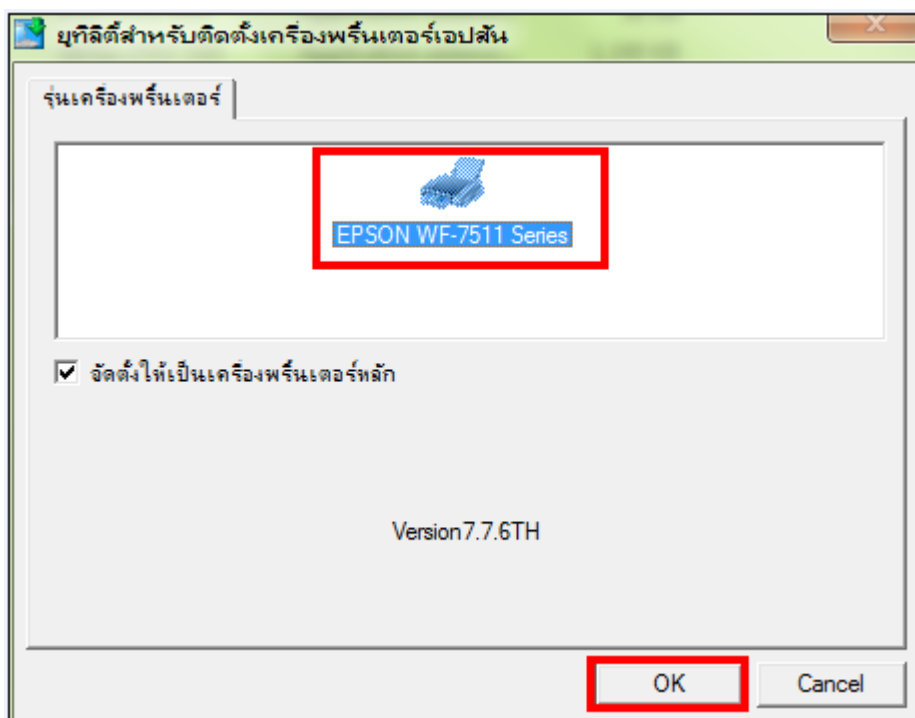 ยูทิลิตี้สำหรับติดตั้งเครื่องพริ้นเตอร์เอปสัน
รุ่นเครื่องพริ้นเตอร์
EPSON WF-7511 Series
จัดตั้งให้เป็นเครื่องพริ้นเตอร์หลัก
Version7.7.6TH
OK
Cancel